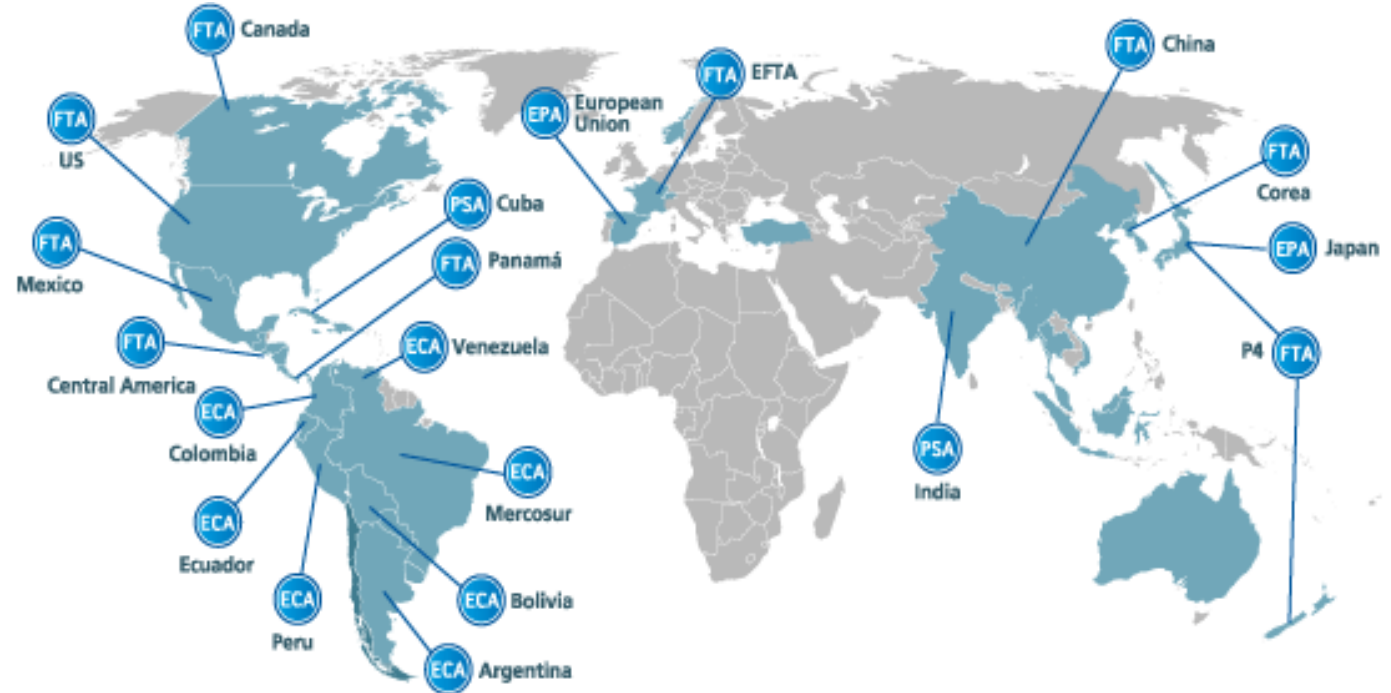 FTA Canada
FTA
US
FTA
Mexico
FTA
Central America
PSA Cuba
FTA Panamá
ECA Venezuela
ECA
Colombia
ECA
Ecuador
ECA
Peru
ECA
Mercosur
ECA Bolivia
ECA Argentina
EPA European
Union
FTA EFTA
FTA China
FTA
Corea
EPA Japan
P4 FTA
PSA
India